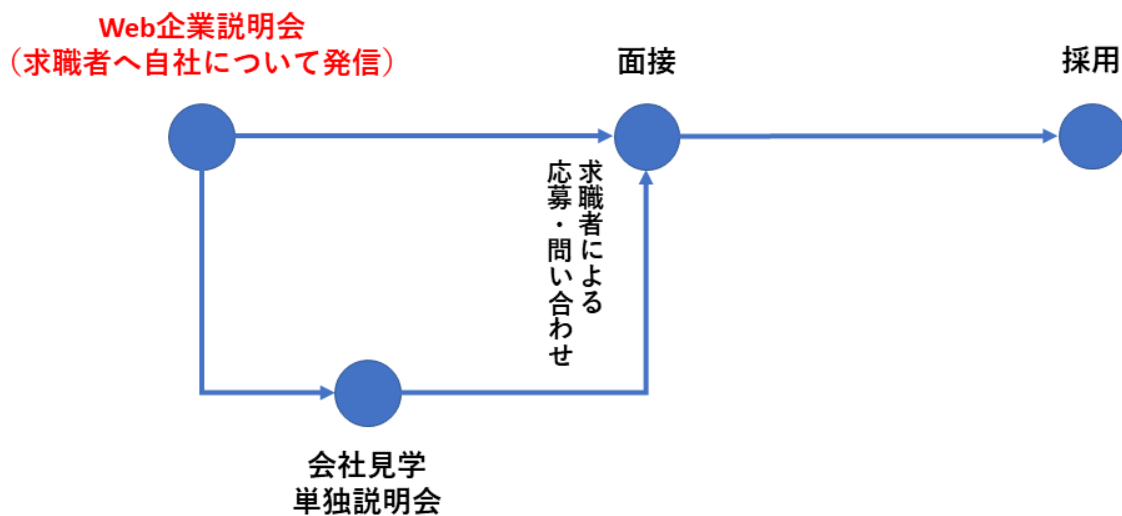 Web企業説明会
（求職者へ自社について発信）
面接
採用
求職者による
応募・問い合わせ
会社見学
単独説明会